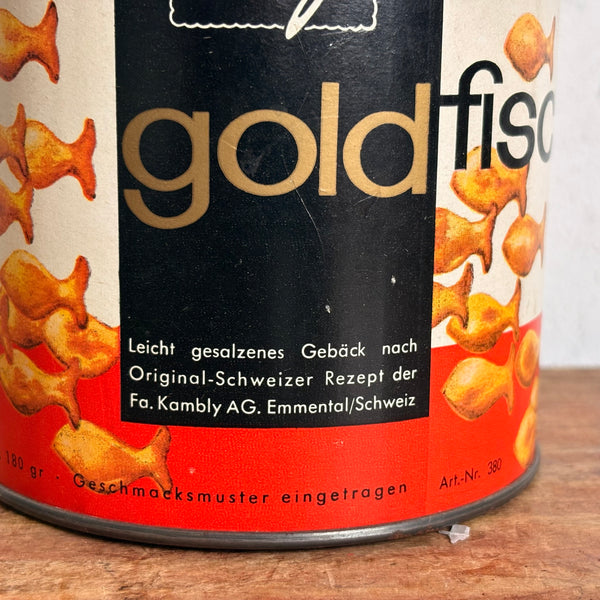 goldfisc
Leicht gesalzenes Gebäck nach
Original-Schweizer Rezept der
Fa. Kambly AG. Emmental/Schweiz
180 gr · Geschmacksmuster eingetragen
Art.-Nr. 380